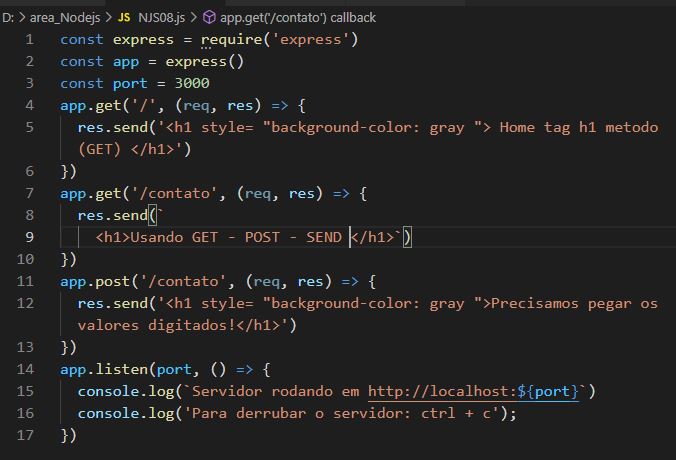 D: > area_Nodejs > JS NJS08.js > app.get('/contato') callback
1 const express = require('express')
2 const app = express()
3 const port = 3000
4 app.get('/', (req, res) => {
5 res.send('<h1 style= "background-color: gray "> Home tag h1 metodo
(GET) </h1>')
6 })
7 app.get('/contato', (req, res) => {
8 res.send(`
9 <h1>Usando GET - POST - SEND </h1>`)
10 })
11 app.post('/contato', (req, res) => {
12 res.send('<h1 style= "background-color: gray ">Precisamos pegar os
valores digitados!</h1>')
13 })
14 app.listen(port, () => {
15 console.log(`Servidor rodando em http://localhost:${port}`)
16 console.log('Para derrubar o servidor: ctrl + c');
17 })